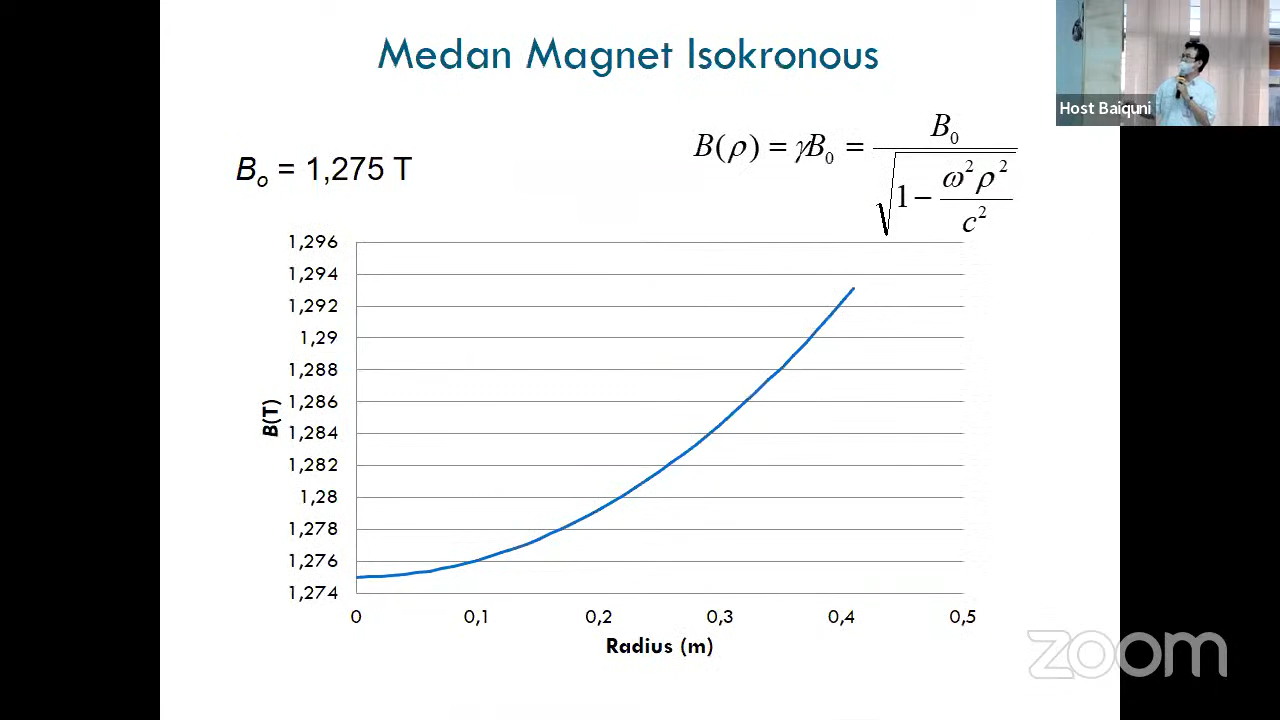 Medan Magnet Isokronous
Host Baiquni
B(ρ) = γB₀ = B₀ / √(1 − ω²ρ² / c²)
Bo = 1,275 T
1,296
1,294
1,292
1,29
1,288
1,286
1,284
1,282
1,28
1,278
1,276
1,274
B(T)
0 0,1 0,2 0,3 0,4 0,5
Radius (m)
zoom